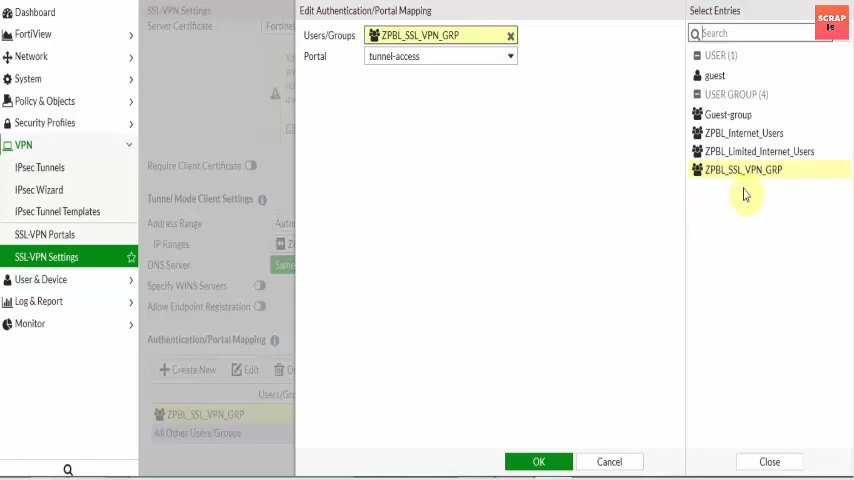 Dashboard
FortiView
Network
System
Policy & Objects
Security Profiles
VPN
IPsec Tunnels
IPsec Wizard
IPsec Tunnel Templates
SSL-VPN Portals
SSL-VPN Settings
User & Device
Log & Report
Monitor
SSL-VPN Settings
Server Certificate
Require Client Certificate
Tunnel Mode Client Settings
Address Range
IP Ranges
DNS Server
Specify WINS Servers
Allow Endpoint Registration
Authentication/Portal Mapping
Create New Edit
ZPBL_SSL_VPN_GRP
All Other Users/Groups
Edit Authentication/Portal Mapping
Users/Groups ZPBL_SSL_VPN_GRP
Portal tunnel-access
OK Cancel
Select Entries
Search
USER (1)
guest
USER GROUP (4)
Guest-group
ZPBL_Internet_Users
ZPBL_Limited_Internet_Users
ZPBL_SSL_VPN_GRP
Close
SCRAP